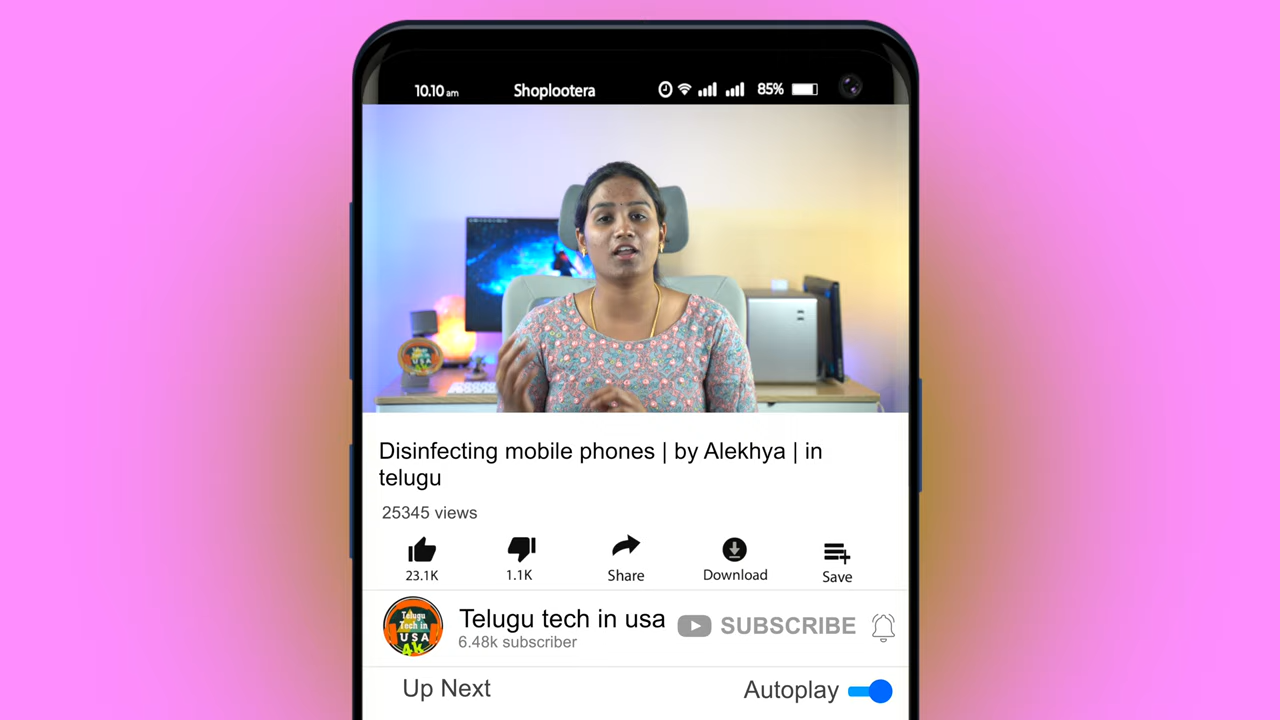 10.10 am
Shoplootera
85%
USA
Disinfecting mobile phones | by Alekhya | in
telugu
25345 views
23.1K
1.1K
Share
Download
Save
Telugu
Tech in
USA
4k
Telugu tech in usa
SUBSCRIBE
6.48k subscriber
Up Next
Autoplay